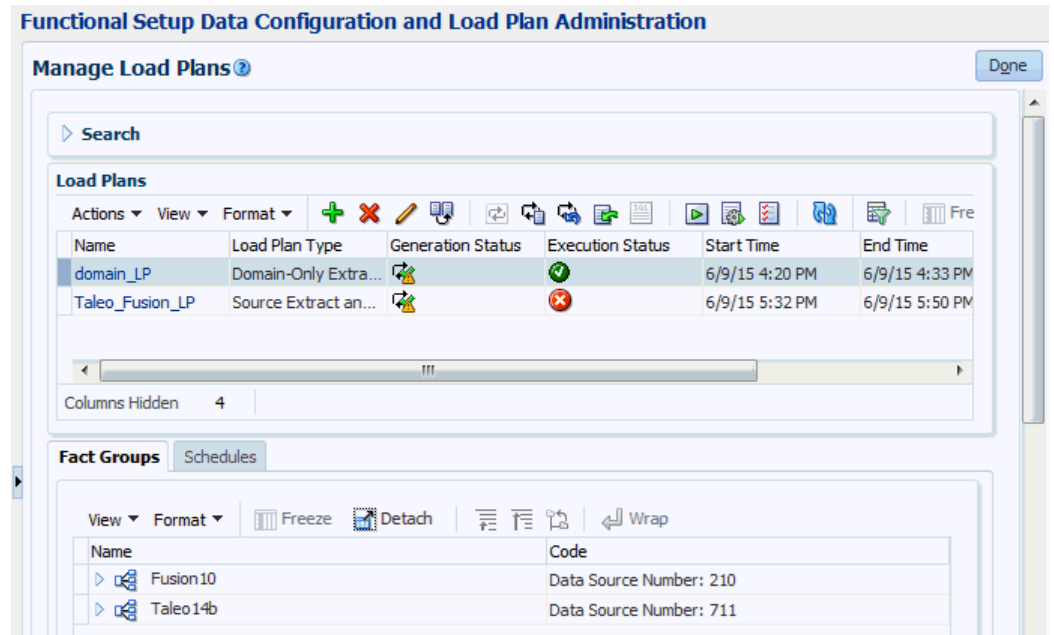 Functional Setup Data Configuration and Load Plan Administration
Manage Load Plans
Done
Search
Load Plans
Actions View Format Fre
Name Load Plan Type Generation Status Execution Status Start Time End Time
domain_LP Domain-Only Extra... 6/9/15 4:20 PM 6/9/15 4:33 PM
Taleo_Fusion_LP Source Extract an... 6/9/15 5:32 PM 6/9/15 5:50 PM
Columns Hidden 4
Fact Groups Schedules
View Format Freeze Detach Wrap
Name Code
Fusion10 Data Source Number: 210
Taleo14b Data Source Number: 711